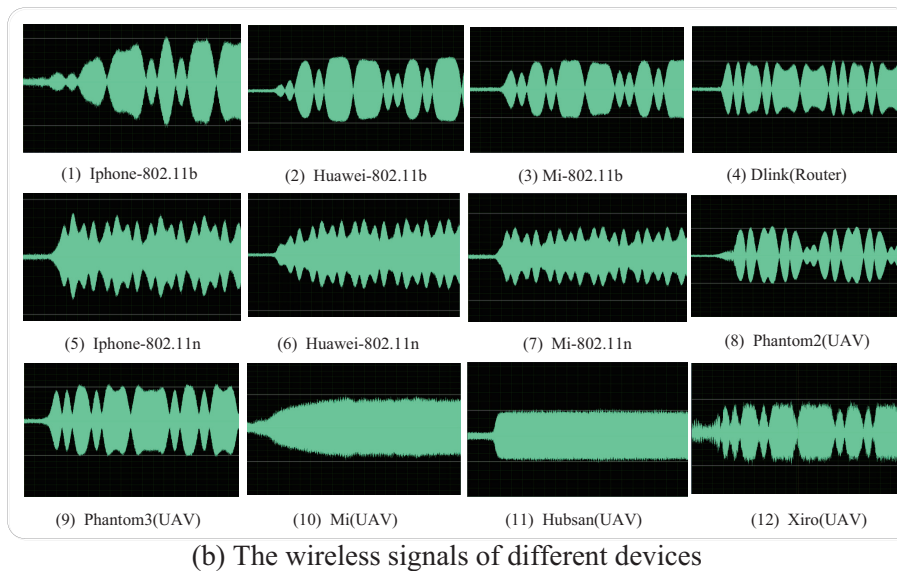 (1) Iphone-802.11b
(2) Huawei-802.11b
(3) Mi-802.11b
(4) Dlink(Router)
(5) Iphone-802.11n
(6) Huawei-802.11n
(7) Mi-802.11n
(8) Phantom2(UAV)
(9) Phantom3(UAV)
(10) Mi(UAV)
(11) Hubsan(UAV)
(12) Xiro(UAV)
(b) The wireless signals of different devices